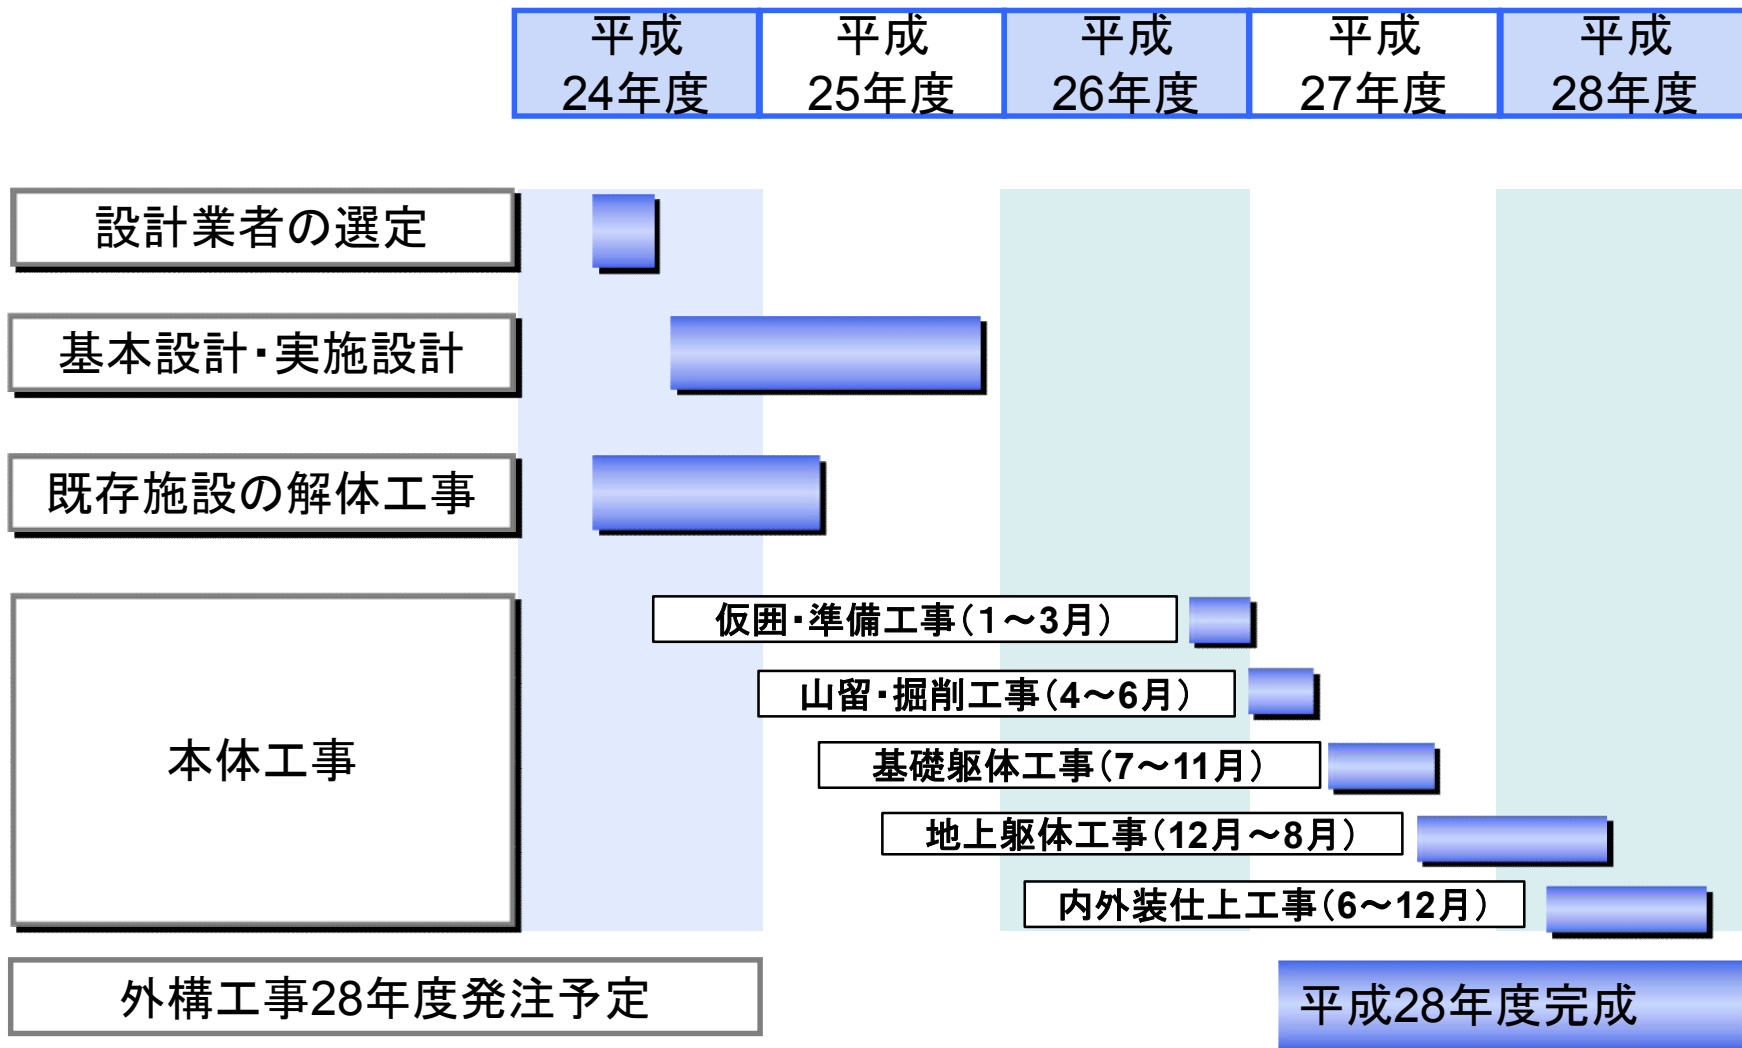 平成
24年度
平成
25年度
平成
26年度
平成
27年度
平成
28年度
設計業者の選定
基本設計・実施設計
既存施設の解体工事
本体工事
仮囲・準備工事(１～3月)
山留・掘削工事(4～6月)
基礎躯体工事(7～11月)
地上躯体工事(12月～8月)
内外装仕上工事(6～12月)
外構工事28年度発注予定
平成28年度完成